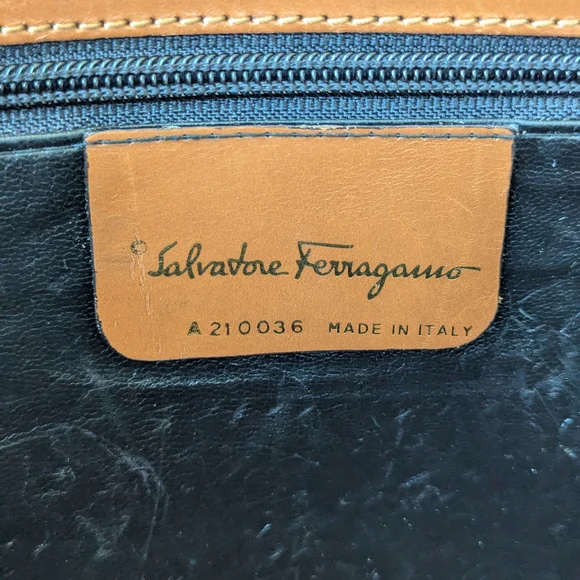 © Salvatore Ferragamo
A 210036 MADE IN ITALY